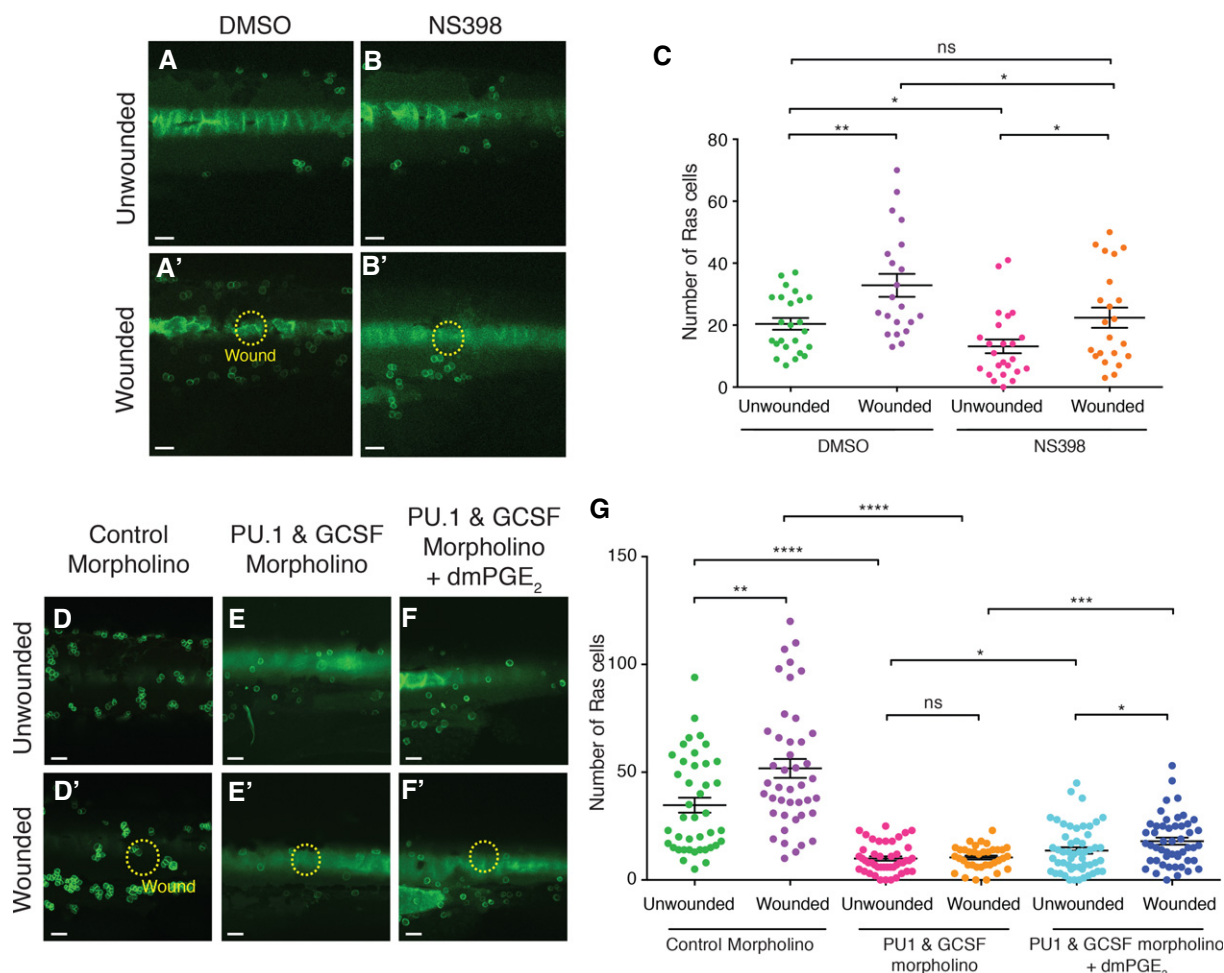 DMSO
NS398
A
B
Unwounded
A'
B'
Wound
Wounded
C
ns
*
*
**
*
Number of Ras cells
80
60
40
20
0
Unwounded
Wounded
Unwounded
Wounded
DMSO
NS398
Control
Morpholino
PU.1 & GCSF
Morpholino
PU.1 & GCSF
Morpholino
+ dmPGE2
D
E
F
Unwounded
D'
E'
F'
Wound
Wounded
G
****
****
**
***
*
ns
*
Number of Ras cells
150
100
50
0
Unwounded
Wounded
Unwounded
Wounded
Unwounded
Wounded
Control Morpholino
PU1 & GCSF
morpholino
PU1 & GCSF morpholino
+ dmPGE2